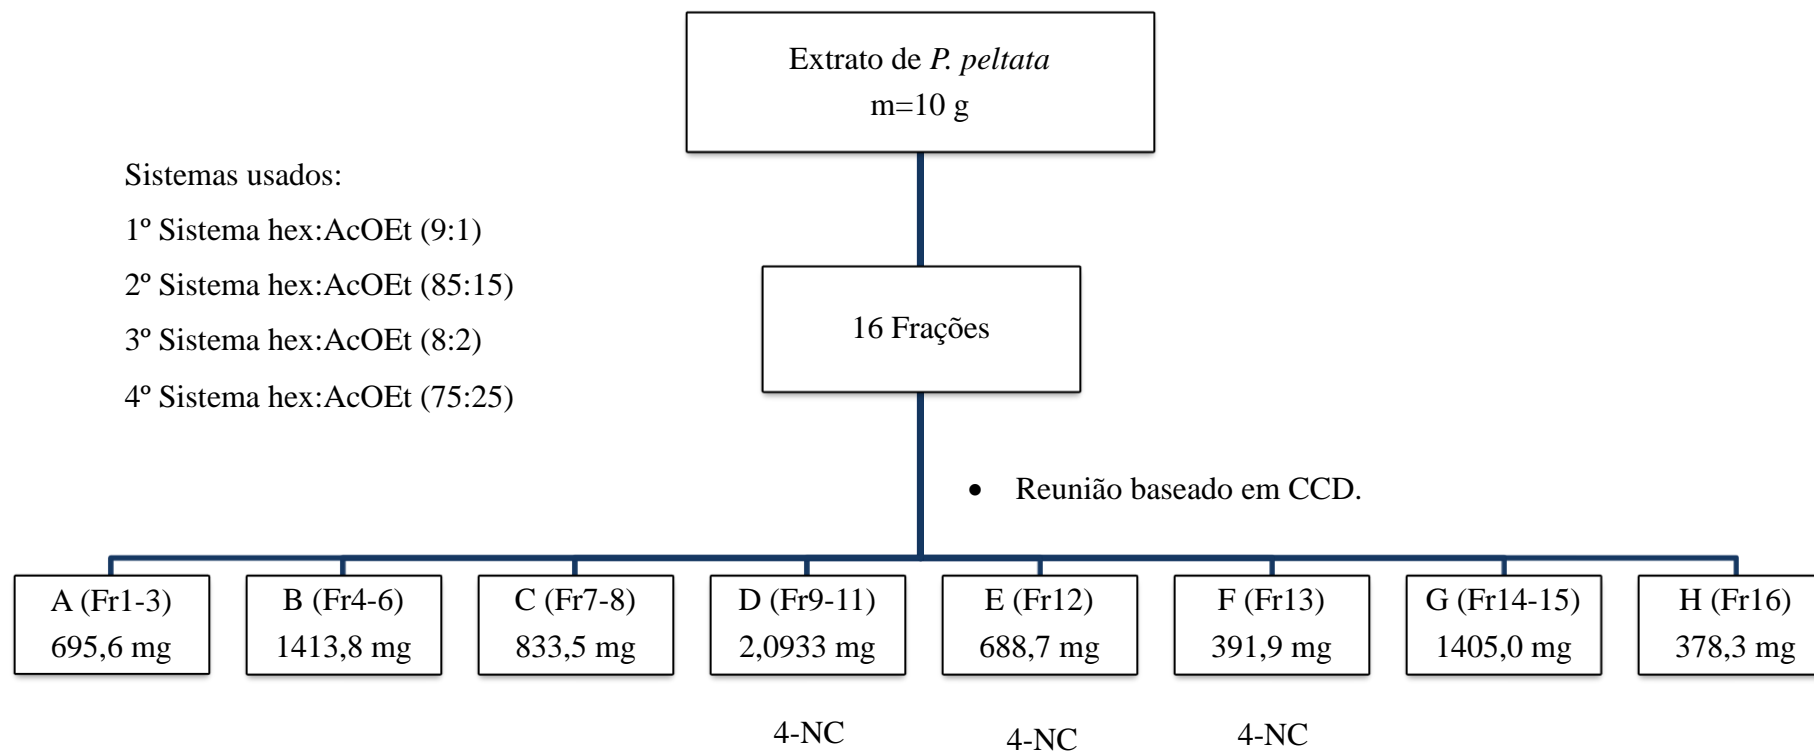 Extrato de P. peltata
m=10 g
Sistemas usados:
1º Sistema hex:AcOEt (9:1)
2º Sistema hex:AcOEt (85:15)
3º Sistema hex:AcOEt (8:2)
4º Sistema hex:AcOEt (75:25)
16 Frações
• Reunião baseado em CCD.
A (Fr1-3)
695,6 mg
B (Fr4-6)
1413,8 mg
C (Fr7-8)
833,5 mg
D (Fr9-11)
2,0933 mg
E (Fr12)
688,7 mg
F (Fr13)
391,9 mg
G (Fr14-15)
1405,0 mg
H (Fr16)
378,3 mg
4-NC
4-NC
4-NC